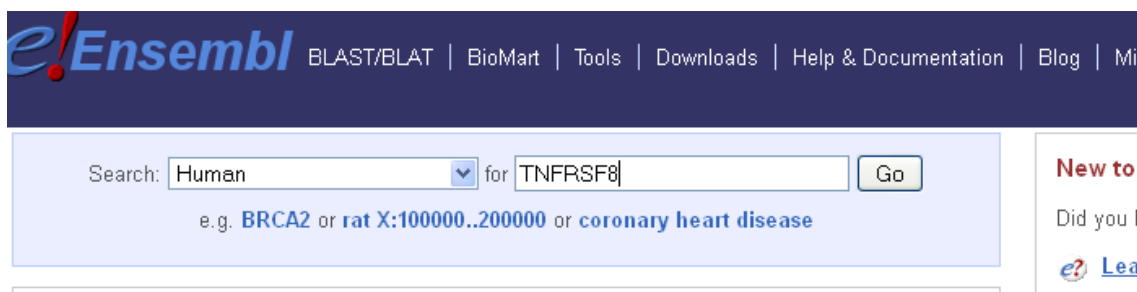 e!Ensembl BLAST/BLAT | BioMart | Tools | Downloads | Help & Documentation | Blog |
Search: Human for TNFRSF8 Go
e.g. BRCA2 or rat X:100000..200000 or coronary heart disease
New to
Did you
e?